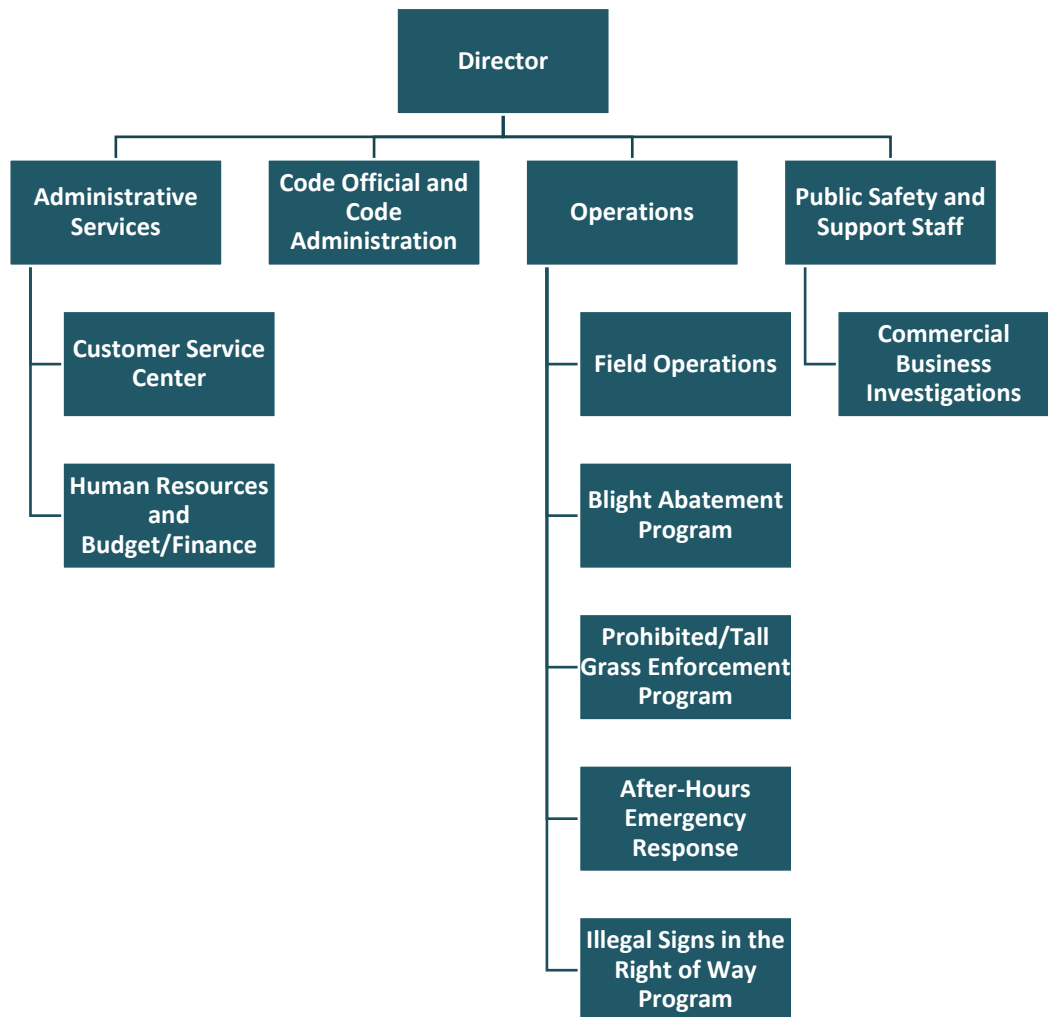 Director
Administrative
Services
Code Official and
Code
Administration
Operations
Public Safety and
Support Staff
Customer Service
Center
Field Operations
Commercial
Business
Investigations
Human Resources
and
Budget/Finance
Blight Abatement
Program
Prohibited/Tall
Grass Enforcement
Program
After-Hours
Emergency
Response
Illegal Signs in the
Right of Way
Program